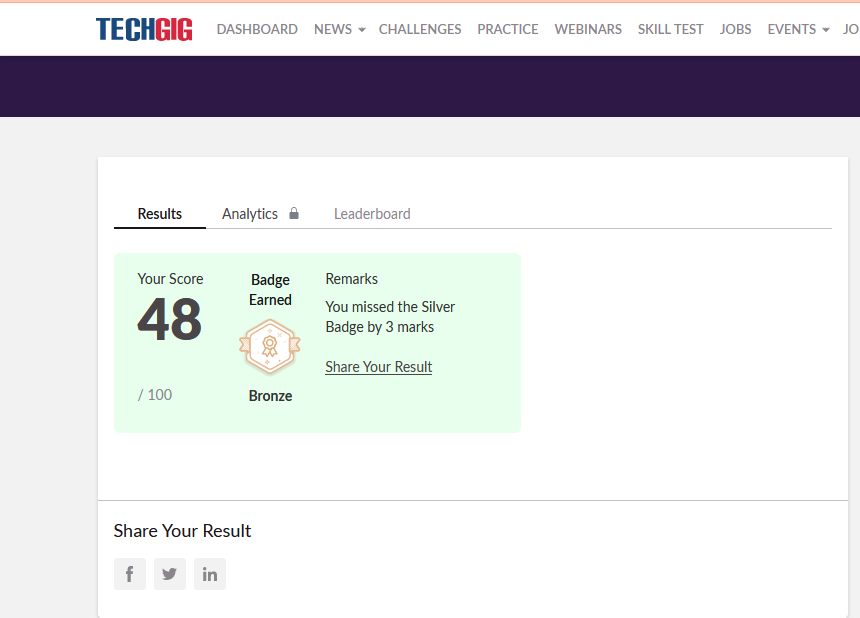 TECHGIG DASHBOARD NEWS CHALLENGES PRACTICE WEBINARS SKILL TEST JOBS EVENTS JO
Results Analytics Leaderboard
Your Score
48
/ 100
Badge
Earned
Bronze
Remarks
You missed the Silver
Badge by 3 marks
Share Your Result
Share Your Result
f in